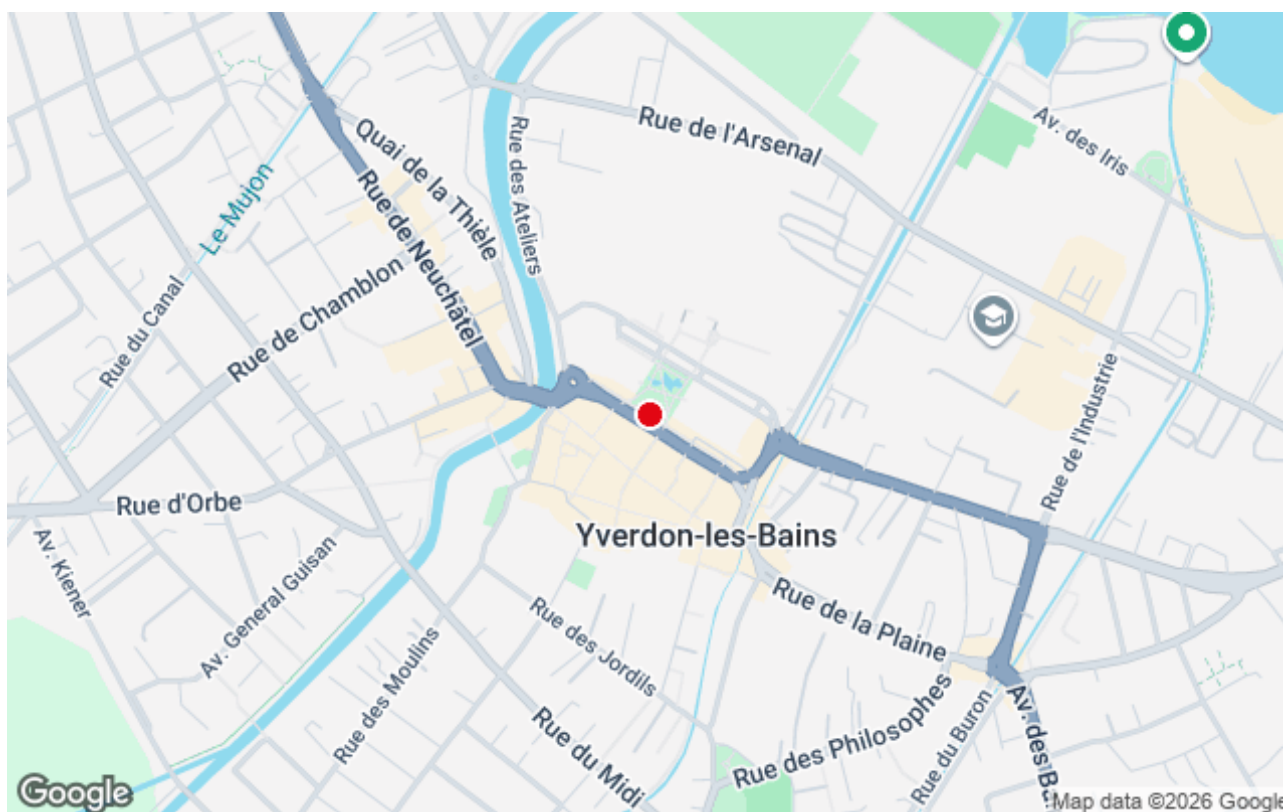 Rue de l'Arsenal
Av. des Iris
Quai de la Thièle
Rue des Ateliers
Le Mujon
Rue de Neuchâtel
Rue du Canal
Rue de Chamblon
Rue de l'Industrie
Rue d'Orbe
Yverdon-les-Bains
Av. Kiener
Av. General Guisan
Rue de la Plaine
Rue des Jordils
Rue des Moulins
Rue des Philosophes
Rue du Buron
Av. des Ba
Rue du Midi
Google
Map data ©2026 Google